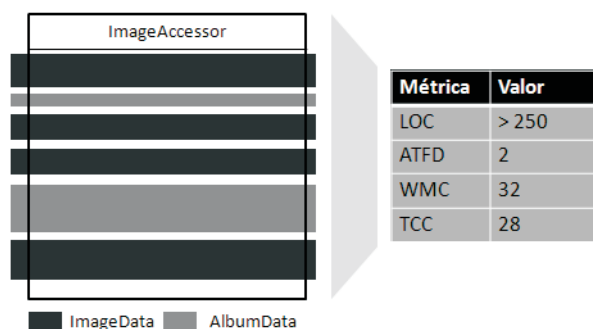 ImageAccessor
Métrica Valor
LOC > 250
ATFD 2
WMC 32
TCC 28
ImageData AlbumData